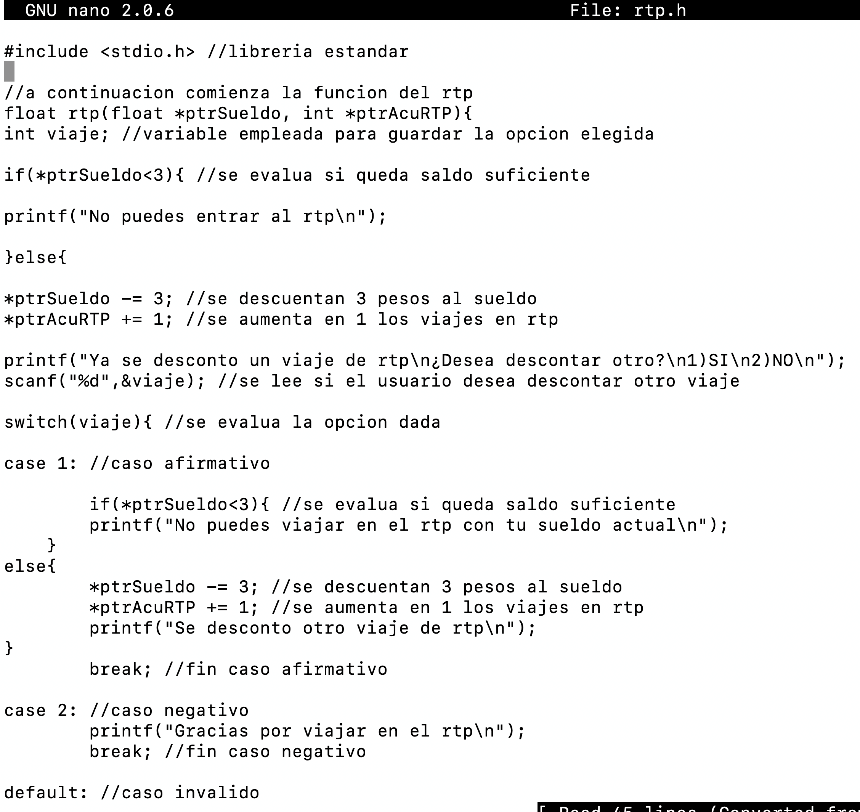 GNU nano 2.0.6 File: rtp.h
#include <stdio.h> //libreria estandar
//a continuacion comienza la funcion del rtp
float rtp(float *ptrSueldo, int *ptrAcuRTP){
int viaje; //variable empleada para guardar la opcion elegida
if(*ptrSueldo<3){ //se evalua si queda saldo suficiente
printf("No puedes entrar al rtp\n");
}else{
*ptrSueldo -= 3; //se descuentan 3 pesos al sueldo
*ptrAcuRTP += 1; //se aumenta en 1 los viajes en rtp
printf("Ya se desconto un viaje de rtp\n¿Desea descontar otro?\n1)SI\n2)NO\n");
scanf("%d",&viaje); //se lee si el usuario desea descontar otro viaje
switch(viaje){ //se evalua la opcion dada
case 1: //caso afirmativo
if(*ptrSueldo<3){ //se evalua si queda saldo suficiente
printf("No puedes viajar en el rtp con tu sueldo actual\n");
}
else{
*ptrSueldo -= 3; //se descuentan 3 pesos al sueldo
*ptrAcuRTP += 1; //se aumenta en 1 los viajes en rtp
printf("Se desconto otro viaje de rtp\n");
}
break; //fin caso afirmativo
case 2: //caso negativo
printf("Gracias por viajar en el rtp\n");
break; //fin caso negativo
default: //caso invalido